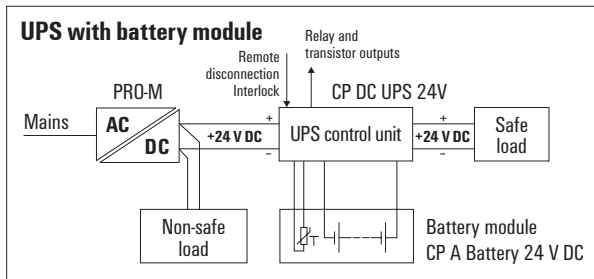 UPS with battery module
Relay and
transistor outputs
Remote
disconnection
Interlock
PRO-M
CP DC UPS 24V
Mains
AC
DC
+
+24 V DC
–
UPS control unit
+
+24 V DC
–
Safe
load
Non-safe
load
T
Battery module
CP A Battery 24 V DC